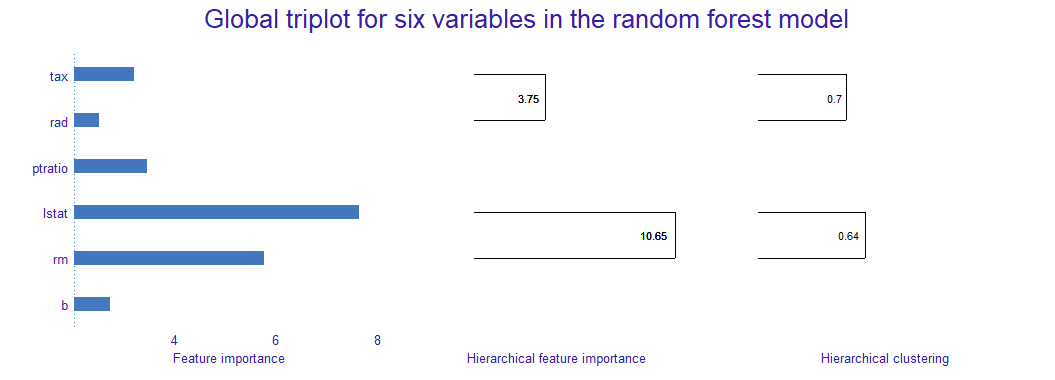 Global triplot for six variables in the random forest model
tax
3.75
0.7
rad
ptratio
lstat
10.65
0.64
rm
b
4 6 8
Feature importance
Hierarchical feature importance
Hierarchical clustering